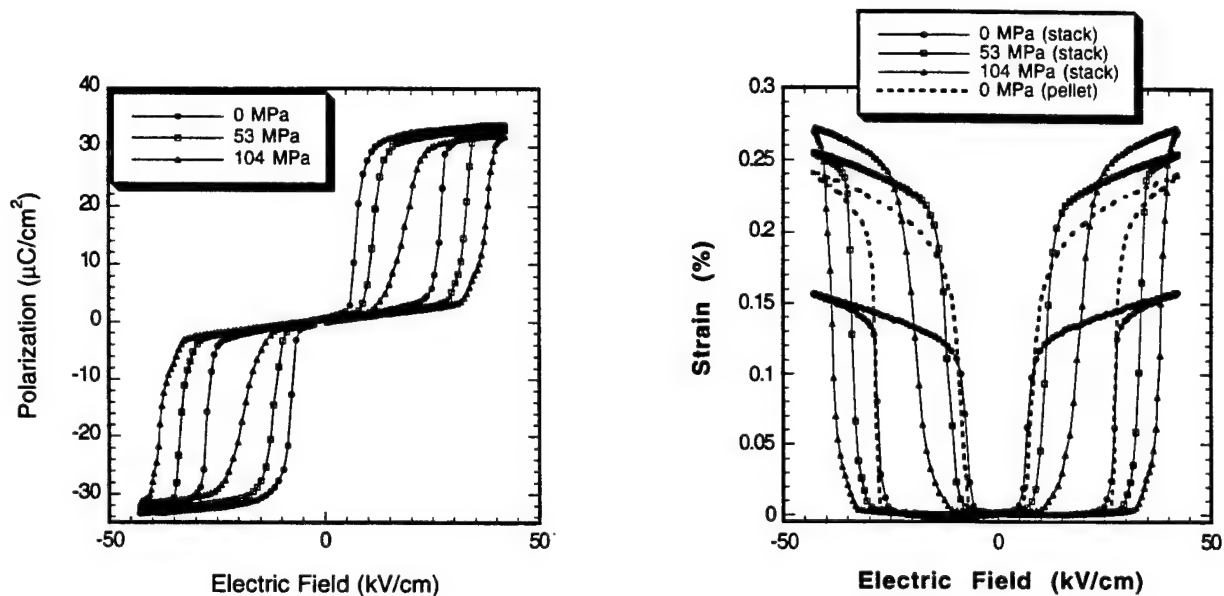 0 MPa
53 MPa
104 MPa
Polarization (µC/cm²)
40
30
20
10
0
-10
-20
-30
-50
0
50
Electric Field (kV/cm)
0 MPa (stack)
53 MPa (stack)
104 MPa (stack)
0 MPa (pellet)
Strain (%)
0.3
0.25
0.2
0.15
0.1
0.05
0
-50
0
50
Electric Field (kV/cm)